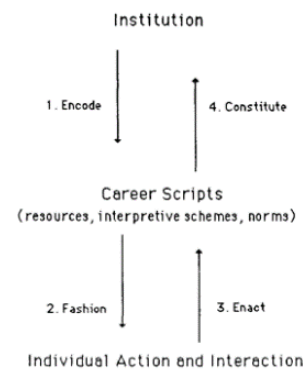 Institution
1. Encode
4. Constitute
Career Scripts
(resources, interpretive schemes, norms)
2. Fashion
3. Enact
Individual Action and Interaction